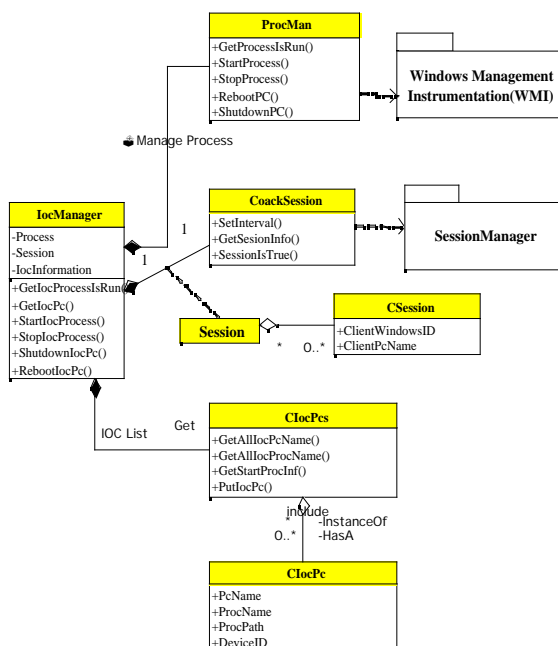 ProcMan
+GetProcessIsRun()
+StartProcess()
+StopProcess()
+RebootPC()
+ShutdownPC()
Windows Management
Instrumentation(WMI)
Manage Process
IocManager
-Process
-Session
-IocInformation
+GetIocProcessIsRun()
+GetIocPc()
+StartIocProcess()
+StopIocProcess()
+ShutdownIocPc()
+RebootIocPc()
1
1
CoackSession
+SetInterval()
+GetSesionInfo()
+SessionIsTrue()
SessionManager
Session
*
0..*
CSession
+ClientWindowsID
+ClientPcName
IOC List
Get
CIocPcs
+GetAllIocPcName()
+GetAllIocProcName()
+GetStartProcInf()
+PutIocPc()
include
*
0..*
-InstanceOf
-HasA
CIocPc
+PcName
+ProcName
+ProcPath
+DeviceID